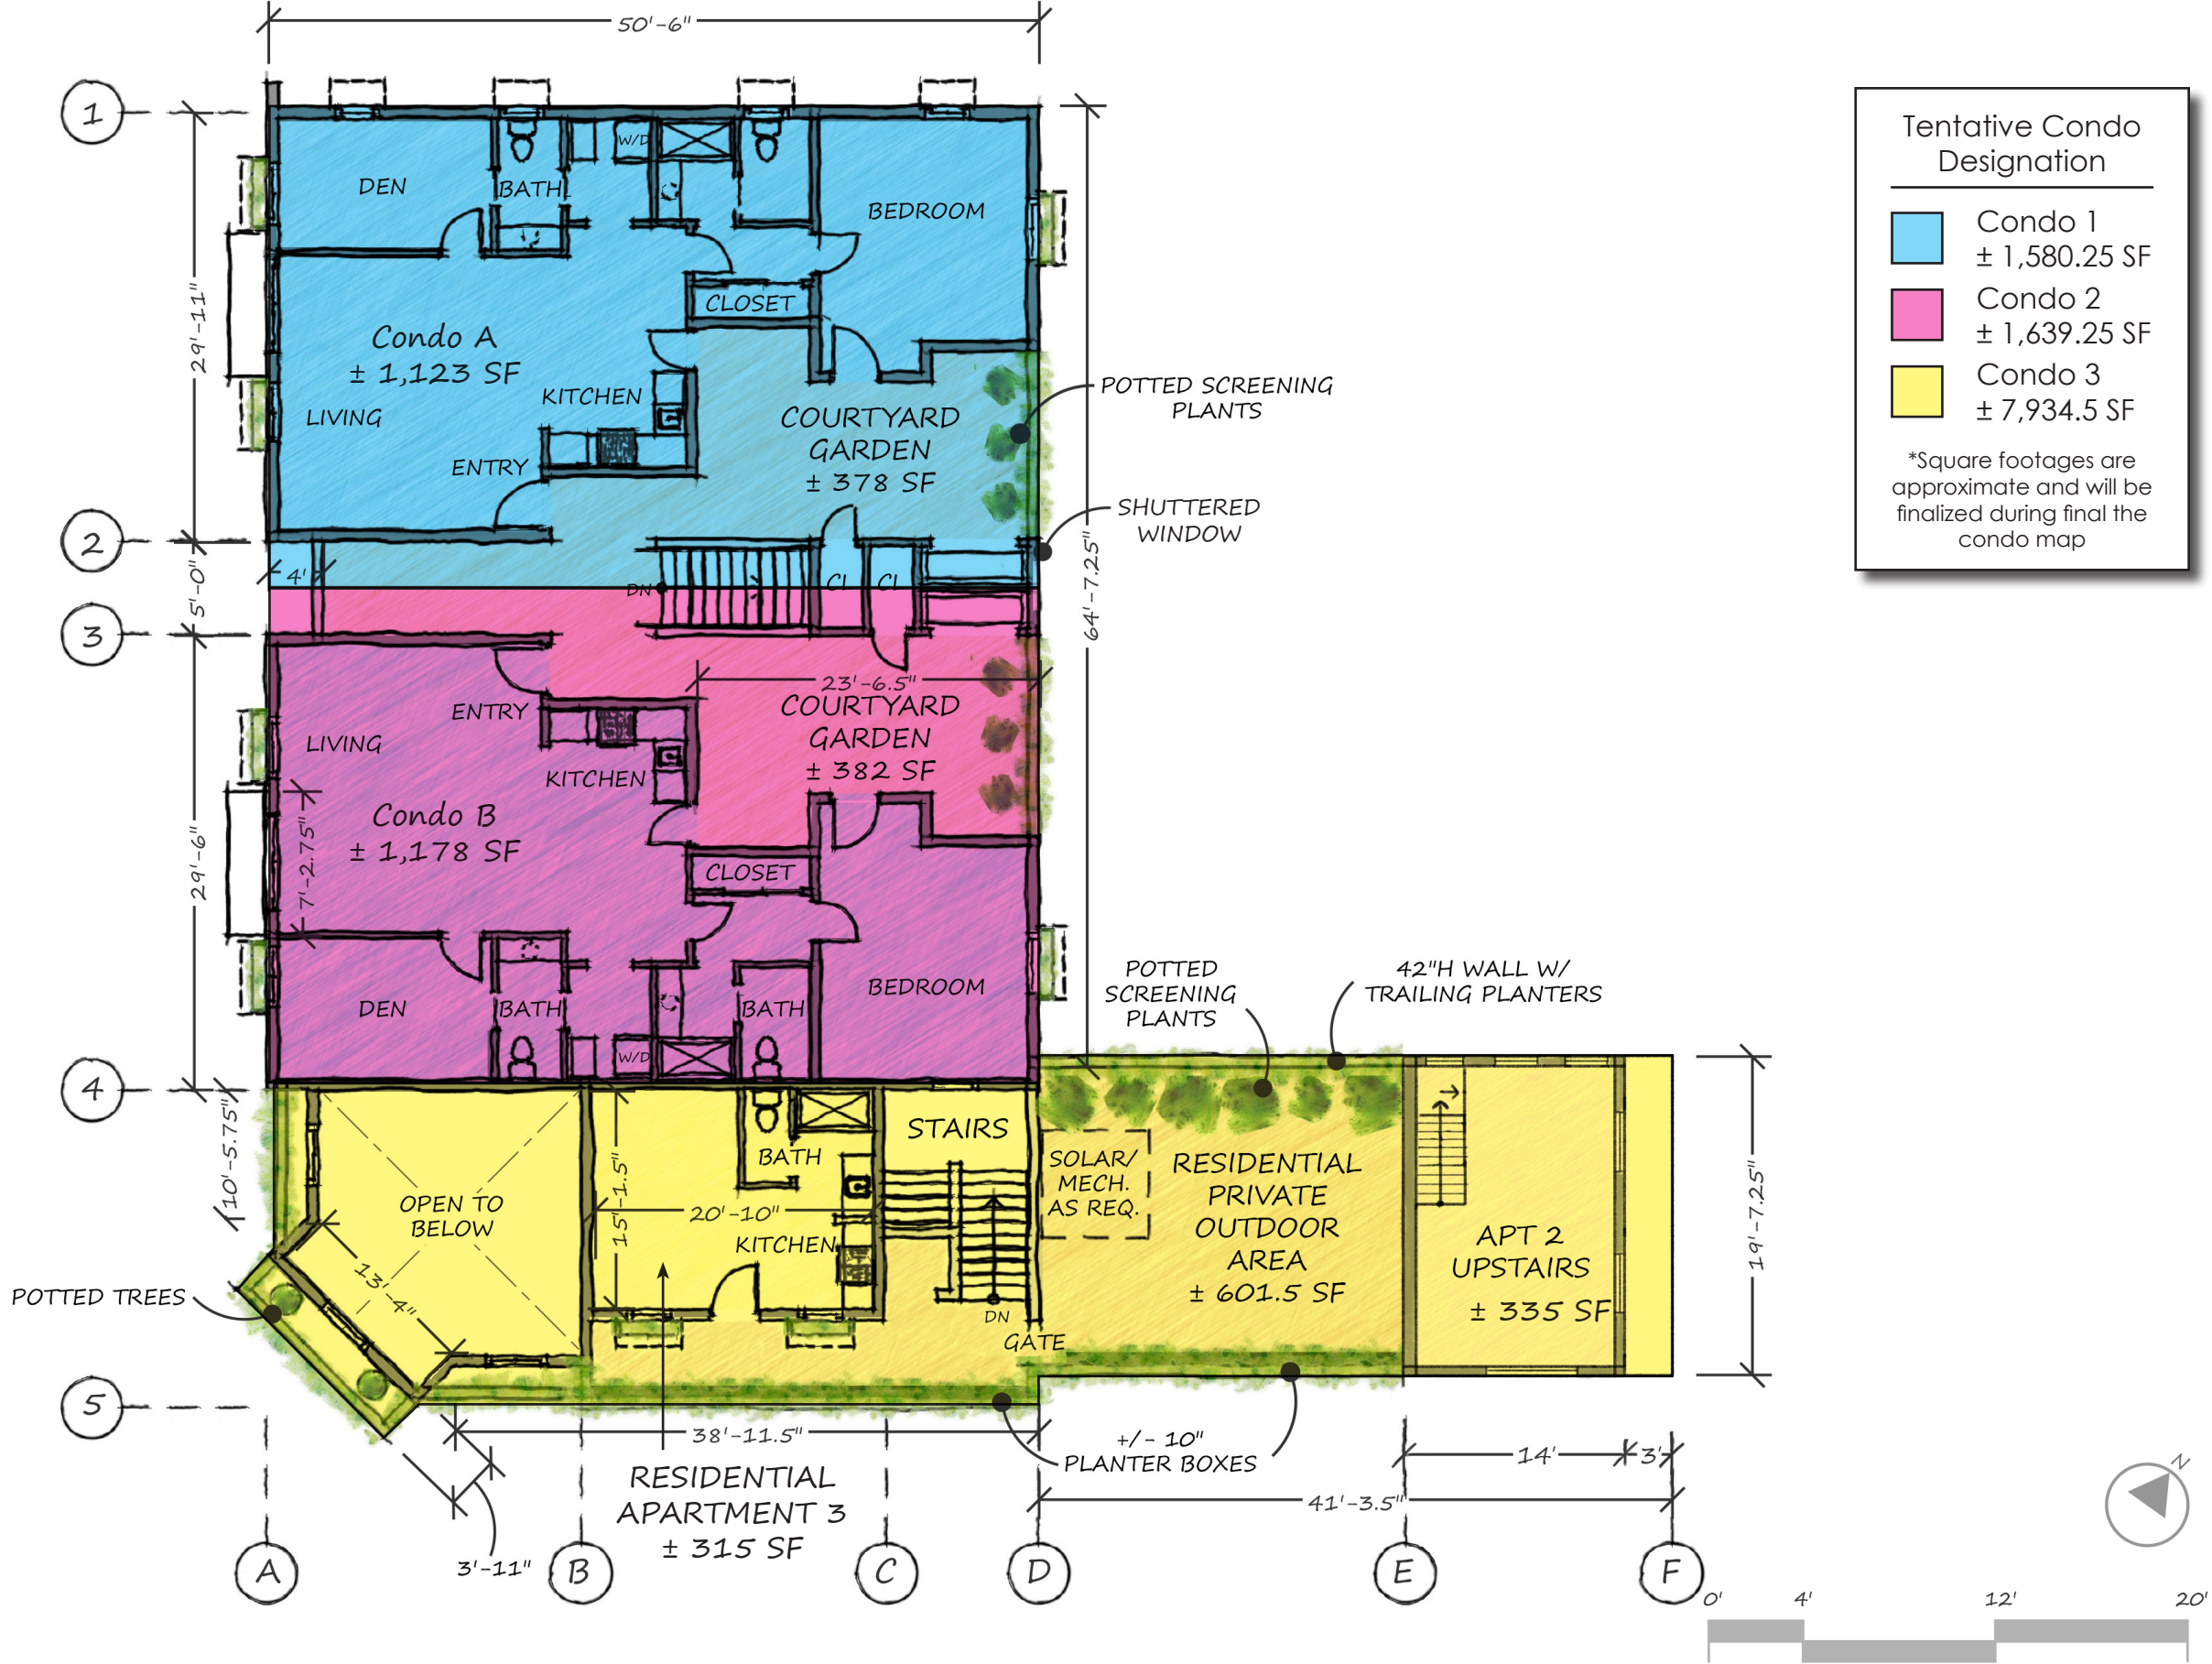 50'-6"
1
W/D
DEN
BATH
BEDROOM
CLOSET
29'-11"
Condo A
± 1,123 SF
KITCHEN
LIVING
ENTRY
COURTYARD
GARDEN
± 378 SF
POTTED SCREENING
PLANTS
SHUTTERED
WINDOW
Tentative Condo
Designation
Condo 1
± 1,580.25 SF
Condo 2
± 1,639.25 SF
Condo 3
± 7,934.5 SF
*Square footages are
approximate and will be
finalized during final the
condo map
2
4'
5'-0"
DN
CL
CL
64'-7.25"
3
23'-6.5"
COURTYARD
GARDEN
± 382 SF
ENTRY
LIVING
KITCHEN
Condo B
± 1,178 SF
7'-2.75"
29'-6"
CLOSET
DEN
BATH
BATH
BEDROOM
W/D
POTTED
SCREENING
PLANTS
42"H WALL W/
TRAILING PLANTERS
4
10'-5.75"
OPEN TO
BELOW
13'-4"
15'-1.5"
20'-10"
BATH
KITCHEN
STAIRS
DN
GATE
SOLAR/
MECH.
AS REQ.
RESIDENTIAL
PRIVATE
OUTDOOR
AREA
± 601.5 SF
APT 2
UPSTAIRS
± 335 SF
19'-7.25"
POTTED TREES
5
38'-11.5"
+/- 10"
PLANTER BOXES
14'
3'
41'-3.5"
RESIDENTIAL
APARTMENT 3
± 315 SF
3'-11"
A
B
C
D
E
F
N
0'
4'
12'
20'